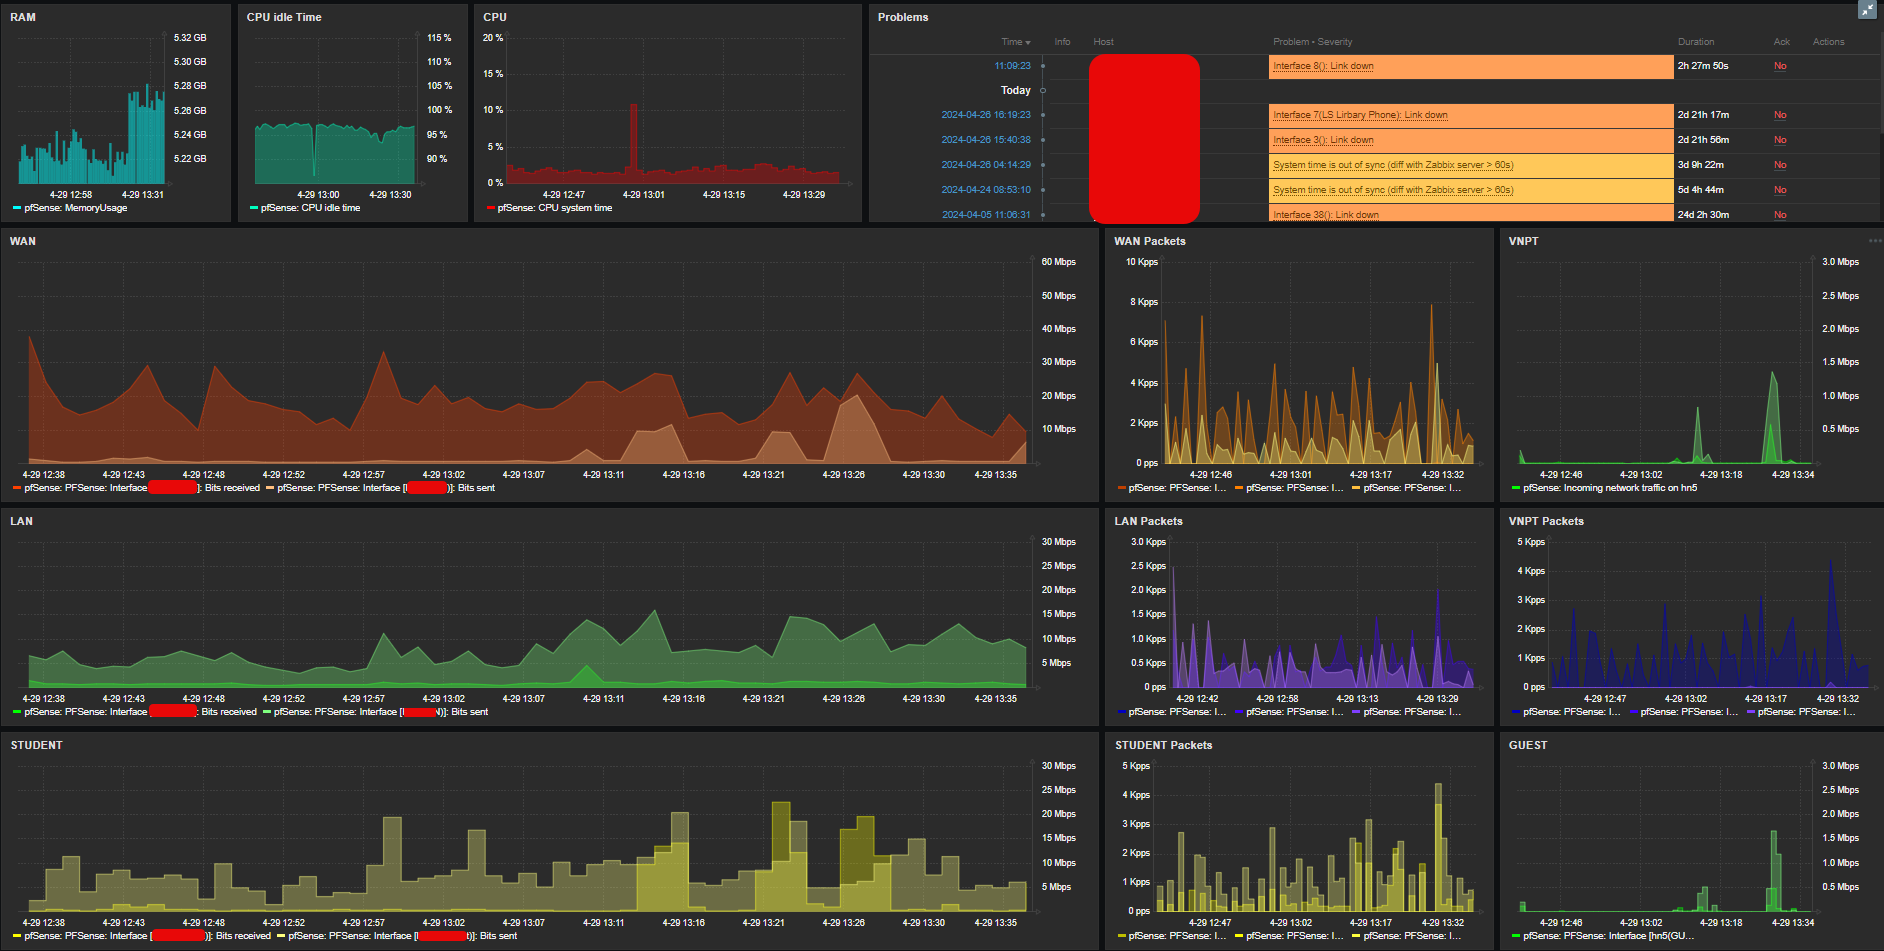 RAM
5.32 GB
5.30 GB
5.28 GB
5.26 GB
5.24 GB
5.22 GB
4-29 12:58 4-29 13:31
pfSense: MemoryUsage
CPU idle Time
115 %
110 %
105 %
100 %
95 %
90 %
4-29 13:00 4-29 13:30
pfSense: CPU idle time
CPU
20 %
15 %
10 %
5 %
0 %
4-29 12:47 4-29 13:01 4-29 13:15 4-29 13:29
pfSense: CPU system time
Problems
Time Info Host Problem • Severity Duration Ack Actions
11:09:23 Interface 8(): Link down 2h 27m 50s No
Today
2024-04-26 16:19:23 Interface 7(LS Lirbary Phone): Link down 2d 21h 17m No
2024-04-26 15:40:38 Interface 3(): Link down 2d 21h 56m No
2024-04-26 04:14:29 System time is out of sync (diff with Zabbix server > 60s) 3d 9h 22m No
2024-04-24 08:53:10 System time is out of sync (diff with Zabbix server > 60s) 5d 4h 44m No
2024-04-05 11:06:31 Interface 38(): Link down 24d 2h 30m No
WAN
60 Mbps
50 Mbps
40 Mbps
30 Mbps
20 Mbps
10 Mbps
4-29 12:38 4-29 12:43 4-29 12:48 4-29 12:52 4-29 12:57 4-29 13:02 4-29 13:07 4-29 13:11 4-29 13:16 4-29 13:21 4-29 13:26 4-29 13:30 4-29 13:35
pfSense: PFSense: Interface ]: Bits received pfSense: PFSense: Interface [ )]: Bits sent
WAN Packets
10 Kpps
8 Kpps
6 Kpps
4 Kpps
2 Kpps
0 pps
4-29 12:46 4-29 13:01 4-29 13:17 4-29 13:32
pfSense: PFSense: I... pfSense: PFSense: I... pfSense: PFSense: I...
VNPT
3.0 Mbps
2.5 Mbps
2.0 Mbps
1.5 Mbps
1.0 Mbps
0.5 Mbps
4-29 12:46 4-29 13:02 4-29 13:18 4-29 13:34
pfSense: Incoming network traffic on hn5
LAN
30 Mbps
25 Mbps
20 Mbps
15 Mbps
10 Mbps
5 Mbps
4-29 12:38 4-29 12:43 4-29 12:48 4-29 12:52 4-29 12:57 4-29 13:02 4-29 13:07 4-29 13:11 4-29 13:16 4-29 13:21 4-29 13:26 4-29 13:30 4-29 13:35
pfSense: PFSense: Interface [ : Bits received pfSense: PFSense: Interface [ N)]: Bits sent
LAN Packets
3.0 Kpps
2.5 Kpps
2.0 Kpps
1.5 Kpps
1.0 Kpps
0.5 Kpps
0 pps
4-29 12:42 4-29 12:58 4-29 13:13 4-29 13:29
pfSense: PFSense: I... pfSense: PFSense: I... pfSense: PFSense: I...
VNPT Packets
5 Kpps
4 Kpps
3 Kpps
2 Kpps
1 Kpps
0 pps
4-29 12:47 4-29 13:02 4-29 13:17 4-29 13:32
pfSense: PFSense: I... pfSense: PFSense: I... pfSense: PFSense: I...
STUDENT
30 Mbps
25 Mbps
20 Mbps
15 Mbps
10 Mbps
5 Mbps
4-29 12:38 4-29 12:43 4-29 12:48 4-29 12:52 4-29 12:57 4-29 13:02 4-29 13:07 4-29 13:11 4-29 13:16 4-29 13:21 4-29 13:26 4-29 13:30 4-29 13:35
pfSense: PFSense: Interface [ )]: Bits received pfSense: PFSense: Interface [ t)]: Bits sent
STUDENT Packets
5 Kpps
4 Kpps
3 Kpps
2 Kpps
1 Kpps
0 pps
4-29 12:47 4-29 13:02 4-29 13:17 4-29 13:32
pfSense: PFSense: I... pfSense: PFSense: I... pfSense: PFSense: I...
GUEST
3.0 Mbps
2.5 Mbps
2.0 Mbps
1.5 Mbps
1.0 Mbps
0.5 Mbps
4-29 12:46 4-29 13:02 4-29 13:18 4-29 13:34
pfSense: PFSense: Interface [hn5(GU...